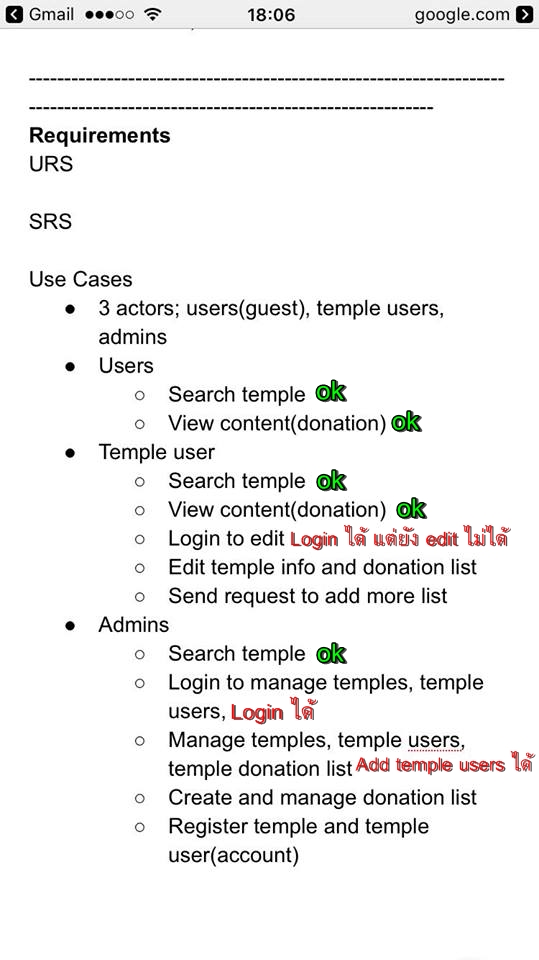 Gmail 18:06 google.com
--------------------------------------------------------------------
----------------------------------------------------------
Requirements
URS
SRS
Use Cases
● 3 actors; users(guest), temple users,
admins
● Users
○ Search temple ok
○ View content(donation) ok
● Temple user
○ Search temple ok
○ View content(donation) ok
○ Login to edit Login ได้ แต่ยัง edit ไม่ได้
○ Edit temple info and donation list
○ Send request to add more list
● Admins
○ Search temple ok
○ Login to manage temples, temple
users, Login ได้
○ Manage temples, temple users,
temple donation list Add temple users ได้
○ Create and manage donation list
○ Register temple and temple
user(account)